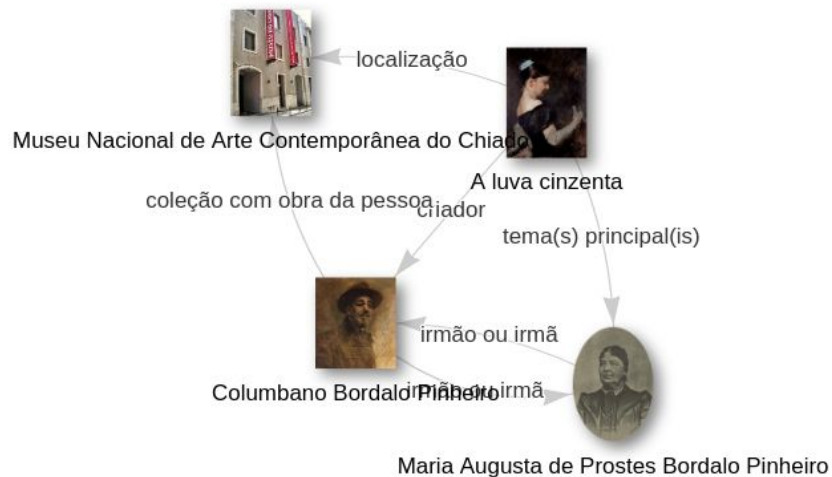 localização
Museu Nacional de Arte Contemporânea do Chiado
A luva cinzenta
coleção com obra da pessoa
criador
tema(s) principal(is)
irmão ou irmã
Columbano Bordalo Pinheiro
irmão ou irmã
Maria Augusta de Prostes Bordalo Pinheiro